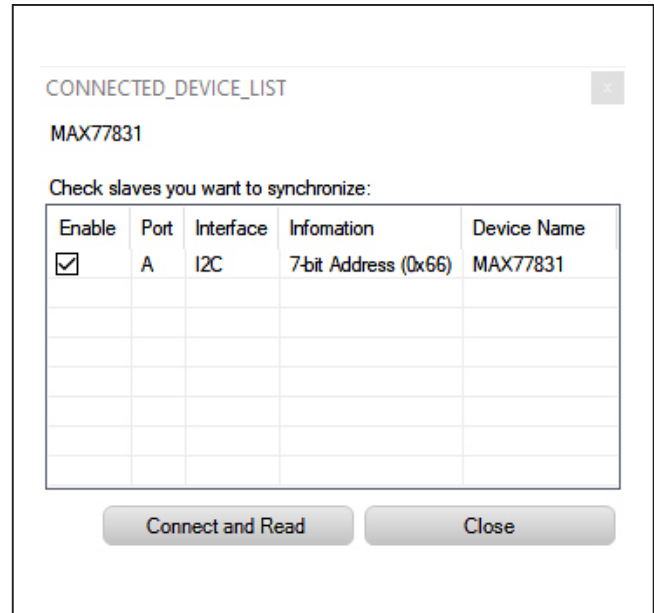 CONNECTED_DEVICE_LIST
x
MAX77831
Check slaves you want to synchronize:
Enable Port Interface Infomation Device Name
A I2C 7-bit Address (0x66) MAX77831
Connect and Read Close